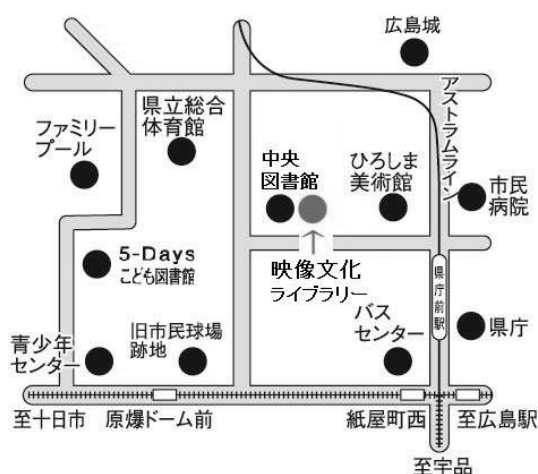 広島城
アストラムライン
県立総合
体育館
ファミリー
プール
中央
図書館
ひろしま
美術館
市民
病院
5-Days
こども図書館
映像文化
ライブラリー
県庁前駅
バス
センター
県庁
旧市民球場
跡地
青少年
センター
至十日市
原爆ドーム前
紙屋町西
至広島駅
至宇品